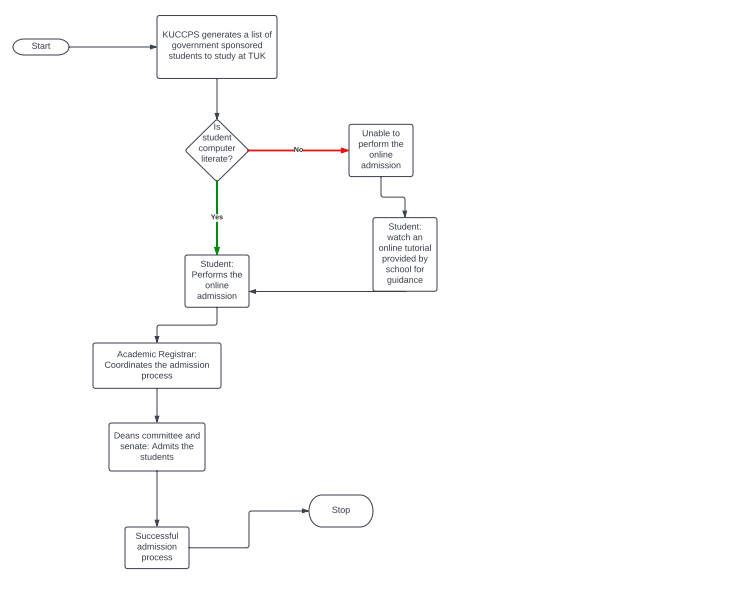 Start
KUCCPS generates a list of
government sponsored
students to study at TUK
Is
student
computer
literate?
No
Unable to
perform the
online
admission
Yes
Student:
watch an
online tutorial
provided by
school for
guidance
Student:
Performs the
online
admission
Academic Registrar:
Coordinates the admission
process
Deans committee and
senate: Admits the
students
Stop
Successful
admission
process